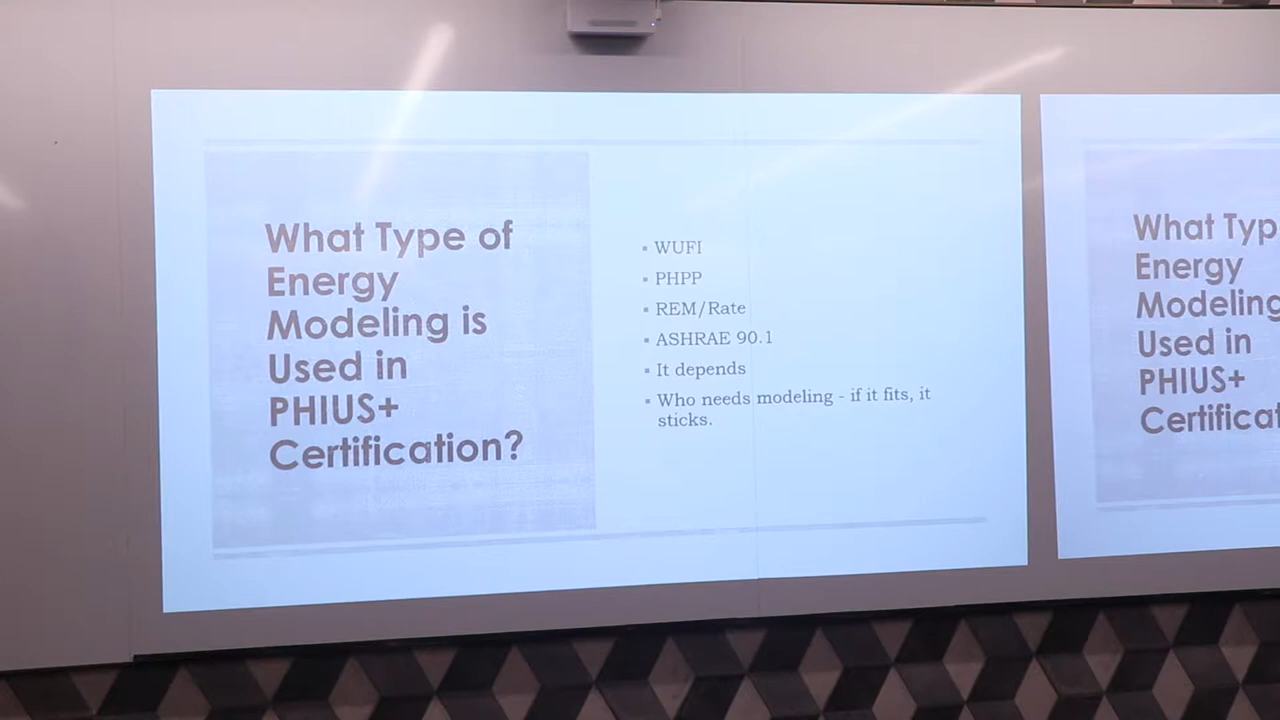 What Type of
Energy
Modeling is
Used in
PHIUS+
Certification?
▪ WUFI
▪ PHPP
▪ REM/Rate
▪ ASHRAE 90.1
▪ It depends
▪ Who needs modeling - if it fits, it
sticks.
What Typ
Energy
Modeling
Used in
PHIUS+
Certificat